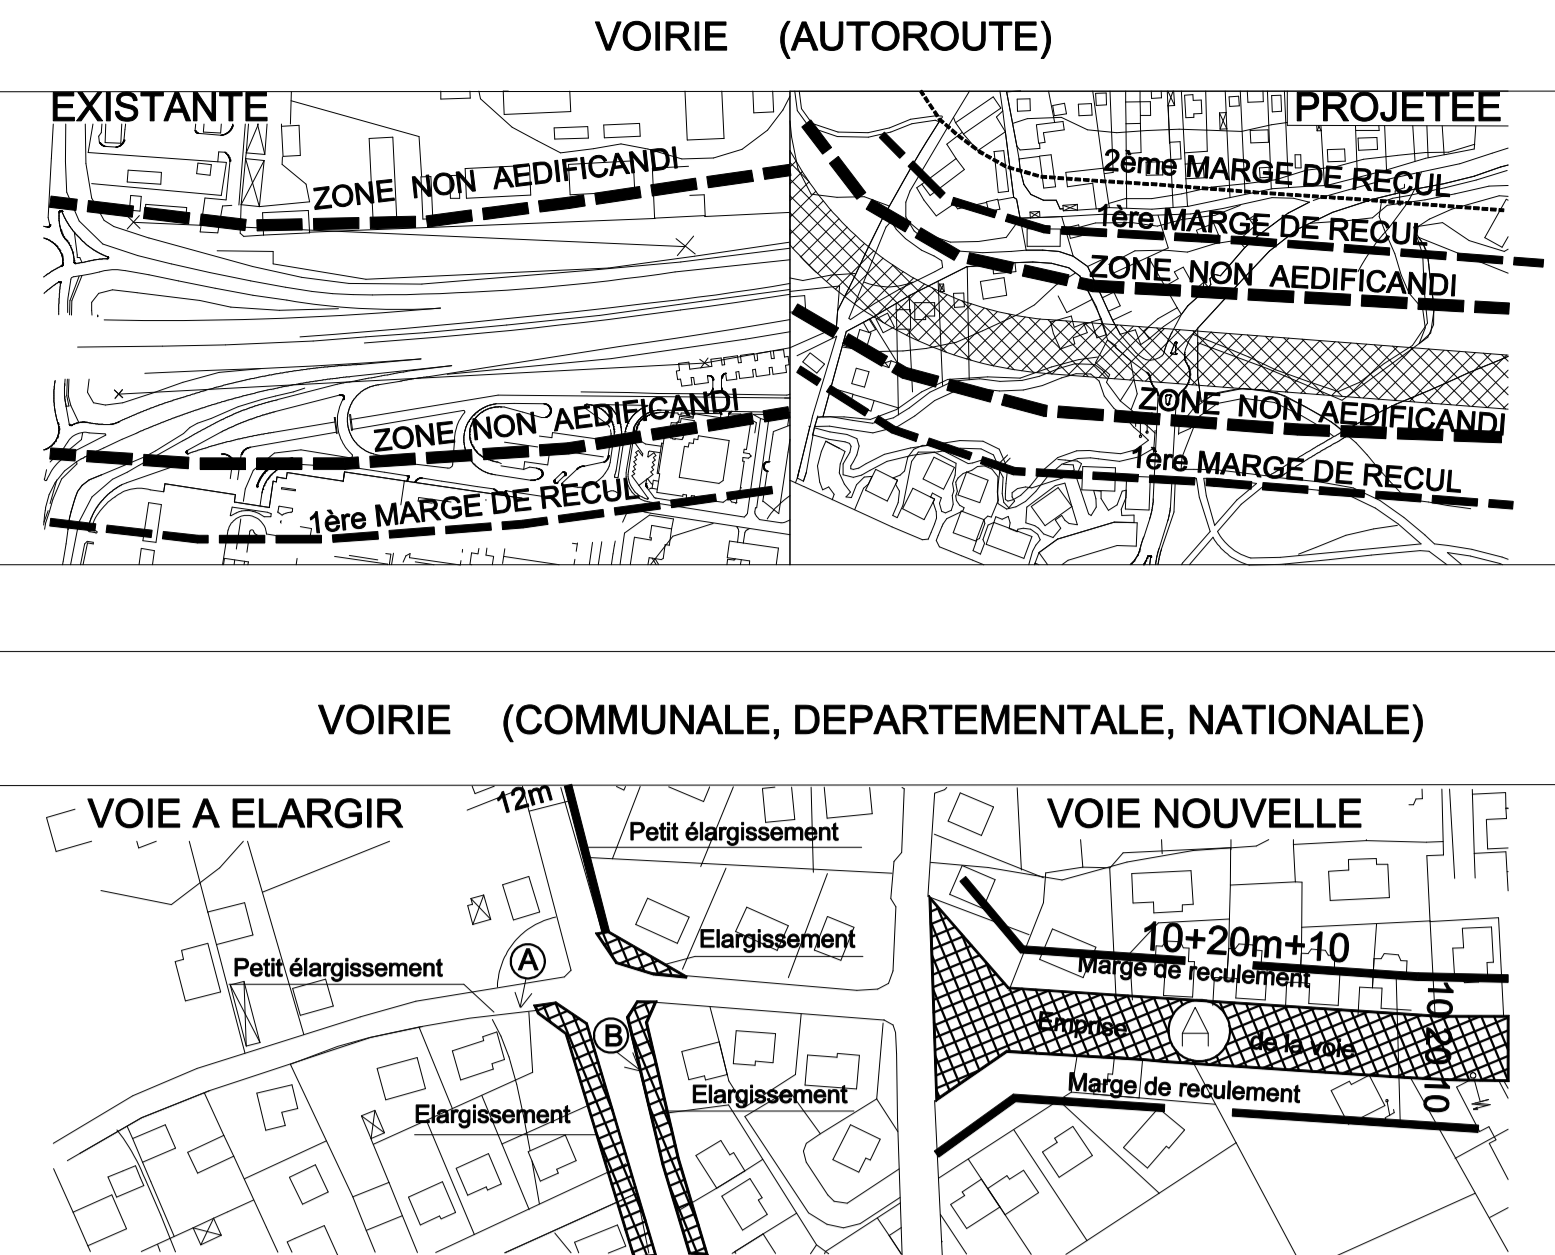 VOIRIE (AUTOROUTE)
EXISTANTE
ZONE NON AEDIFICANDI
ZONE NON AEDIFICANDI
1ère MARGE DE RECUL
PROJETEE
2ème MARGE DE RECUL
1ère MARGE DE RECUL
ZONE NON AEDIFICANDI
ZONE NON AEDIFICANDI
1ère MARGE DE RECUL
VOIRIE (COMMUNALE, DEPARTEMENTALE, NATIONALE)
VOIE A ELARGIR
12m
Petit élargissement
Elargissement
Petit élargissement
A
B
Elargissement
Elargissement
VOIE NOUVELLE
10+20m+10
Marge de reculement
Emprise de la voie
10 20 10
Marge de reculement